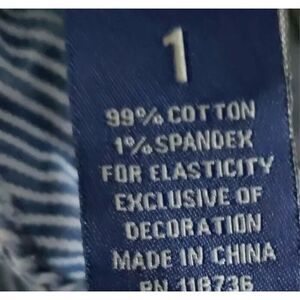 1
99% COTTON
1% SPANDEX
FOR ELASTICITY
EXCLUSIVE OF
DECORATION
MADE IN CHINA
RN 118736